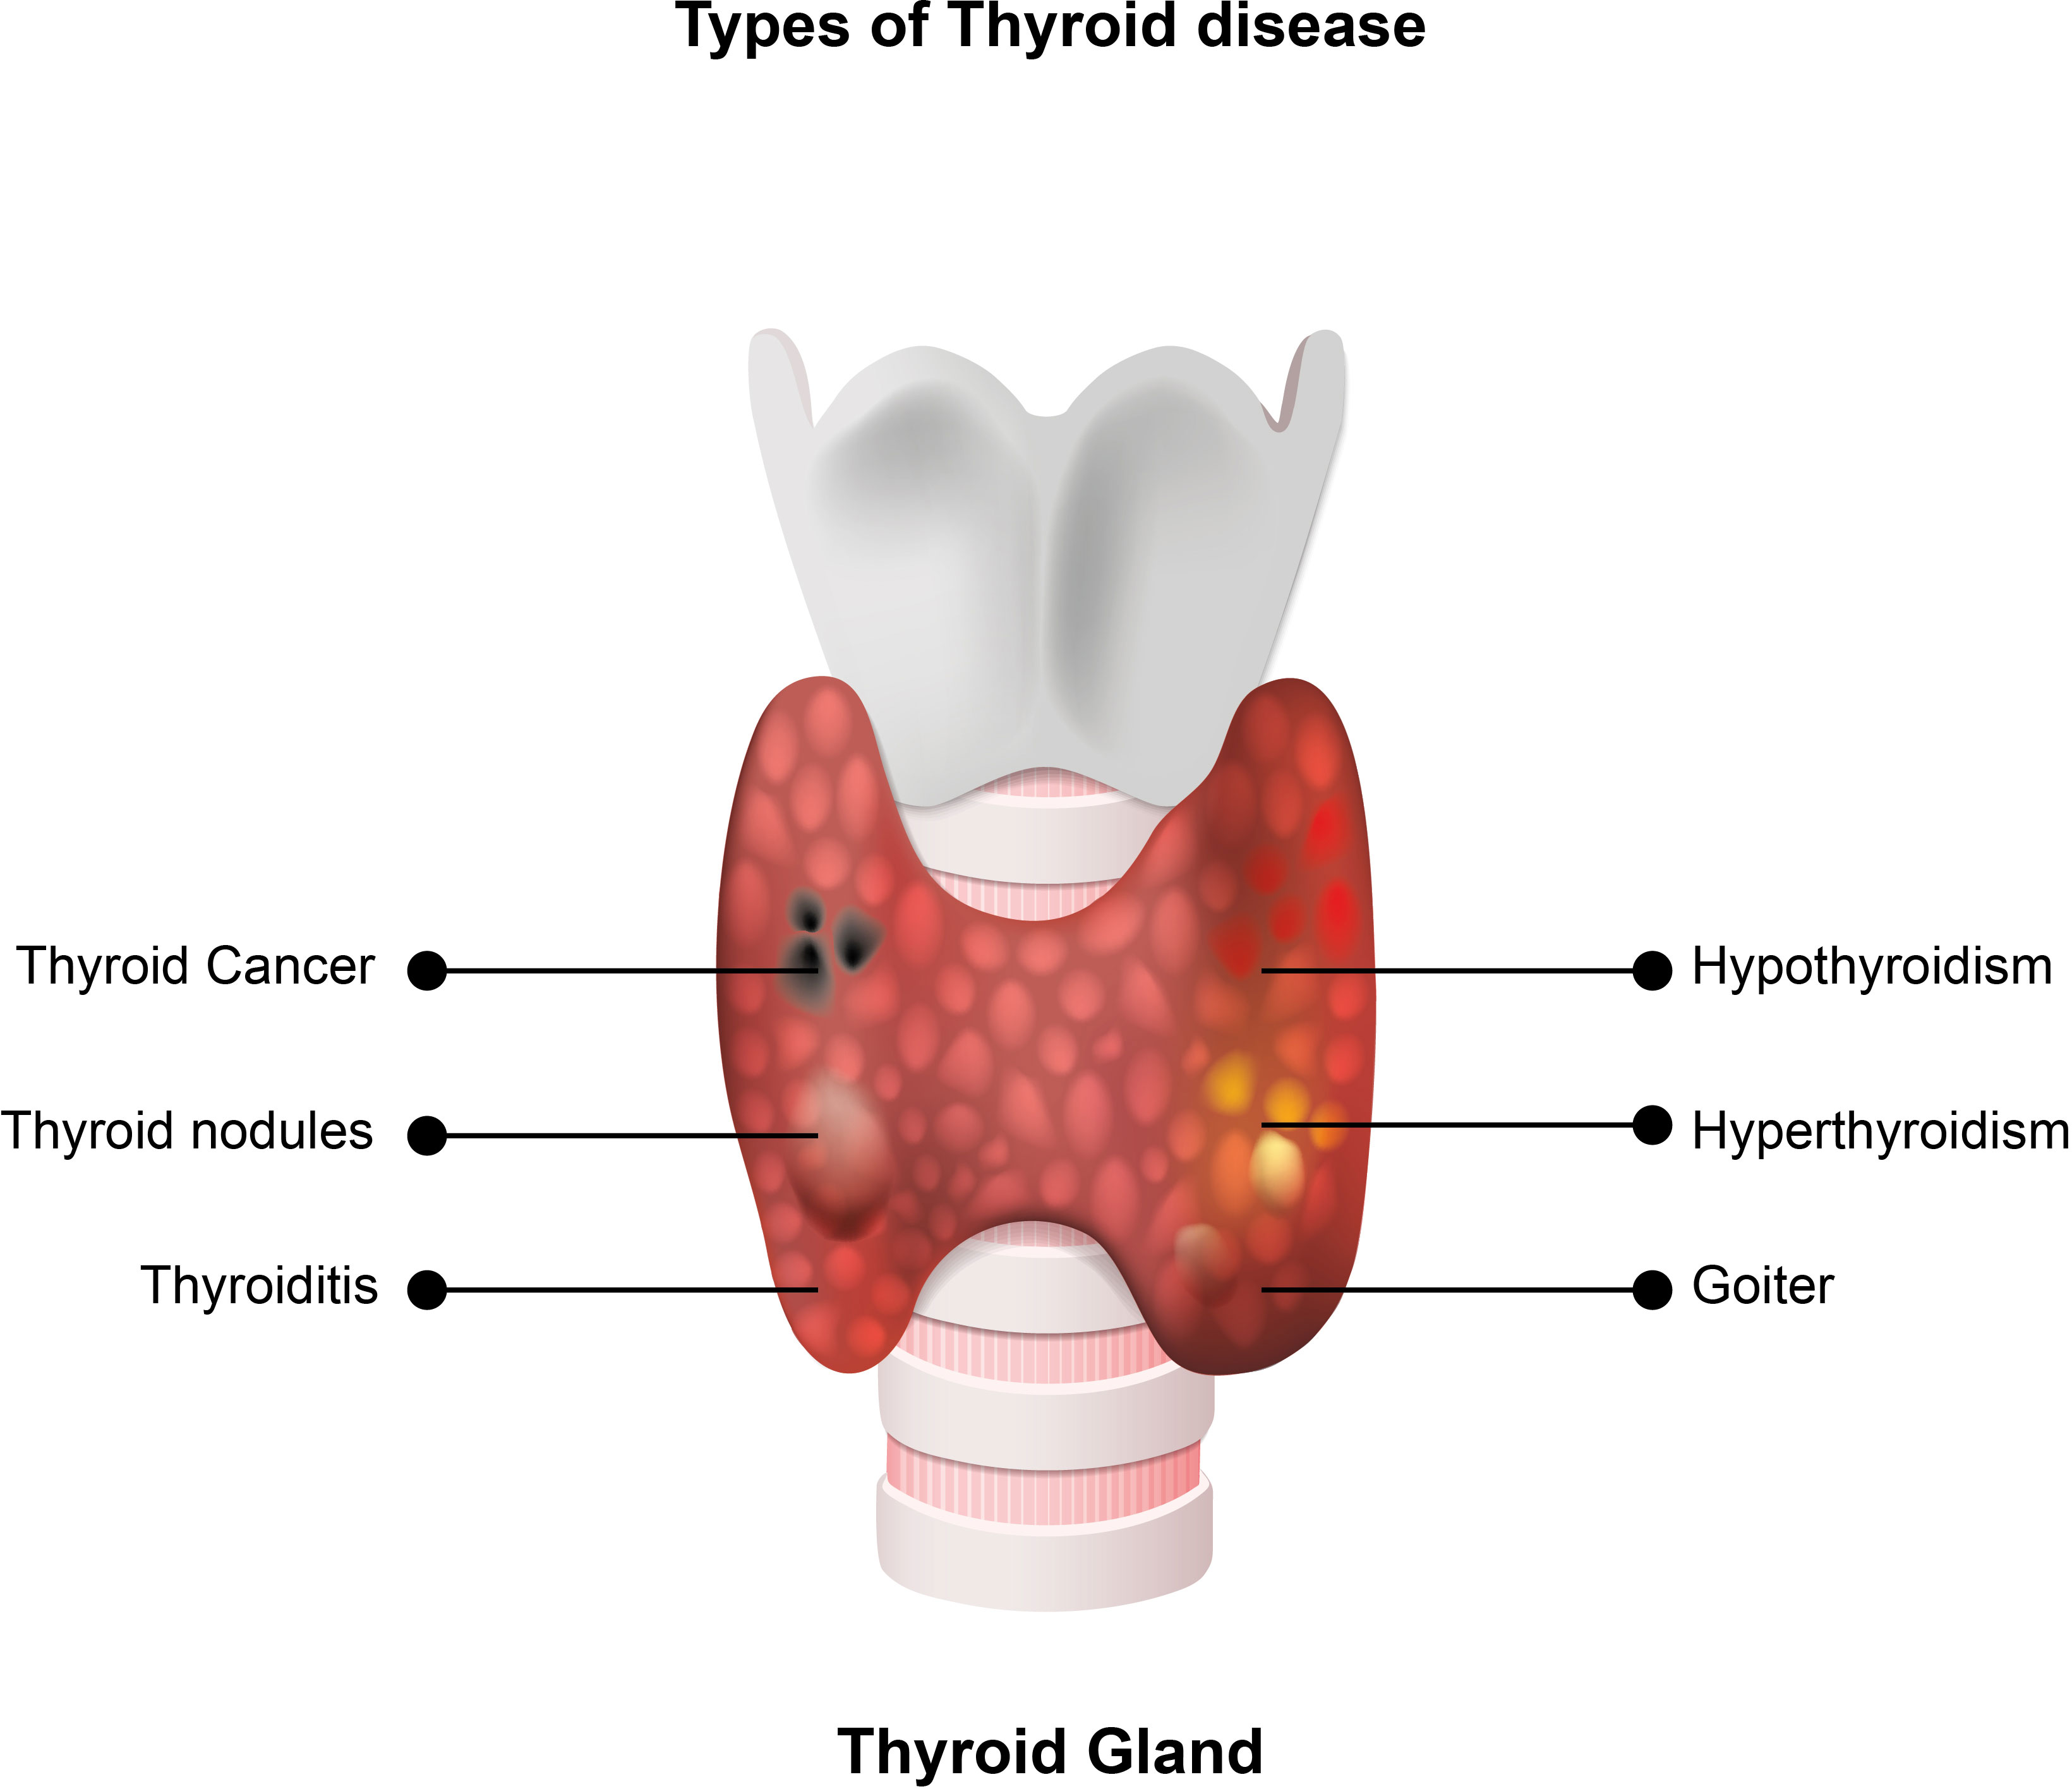 Types of Thyroid disease
Thyroid Cancer
Thyroid nodules
Thyroiditis
Hypothyroidism
Hyperthyroidism
Goiter
Thyroid Gland